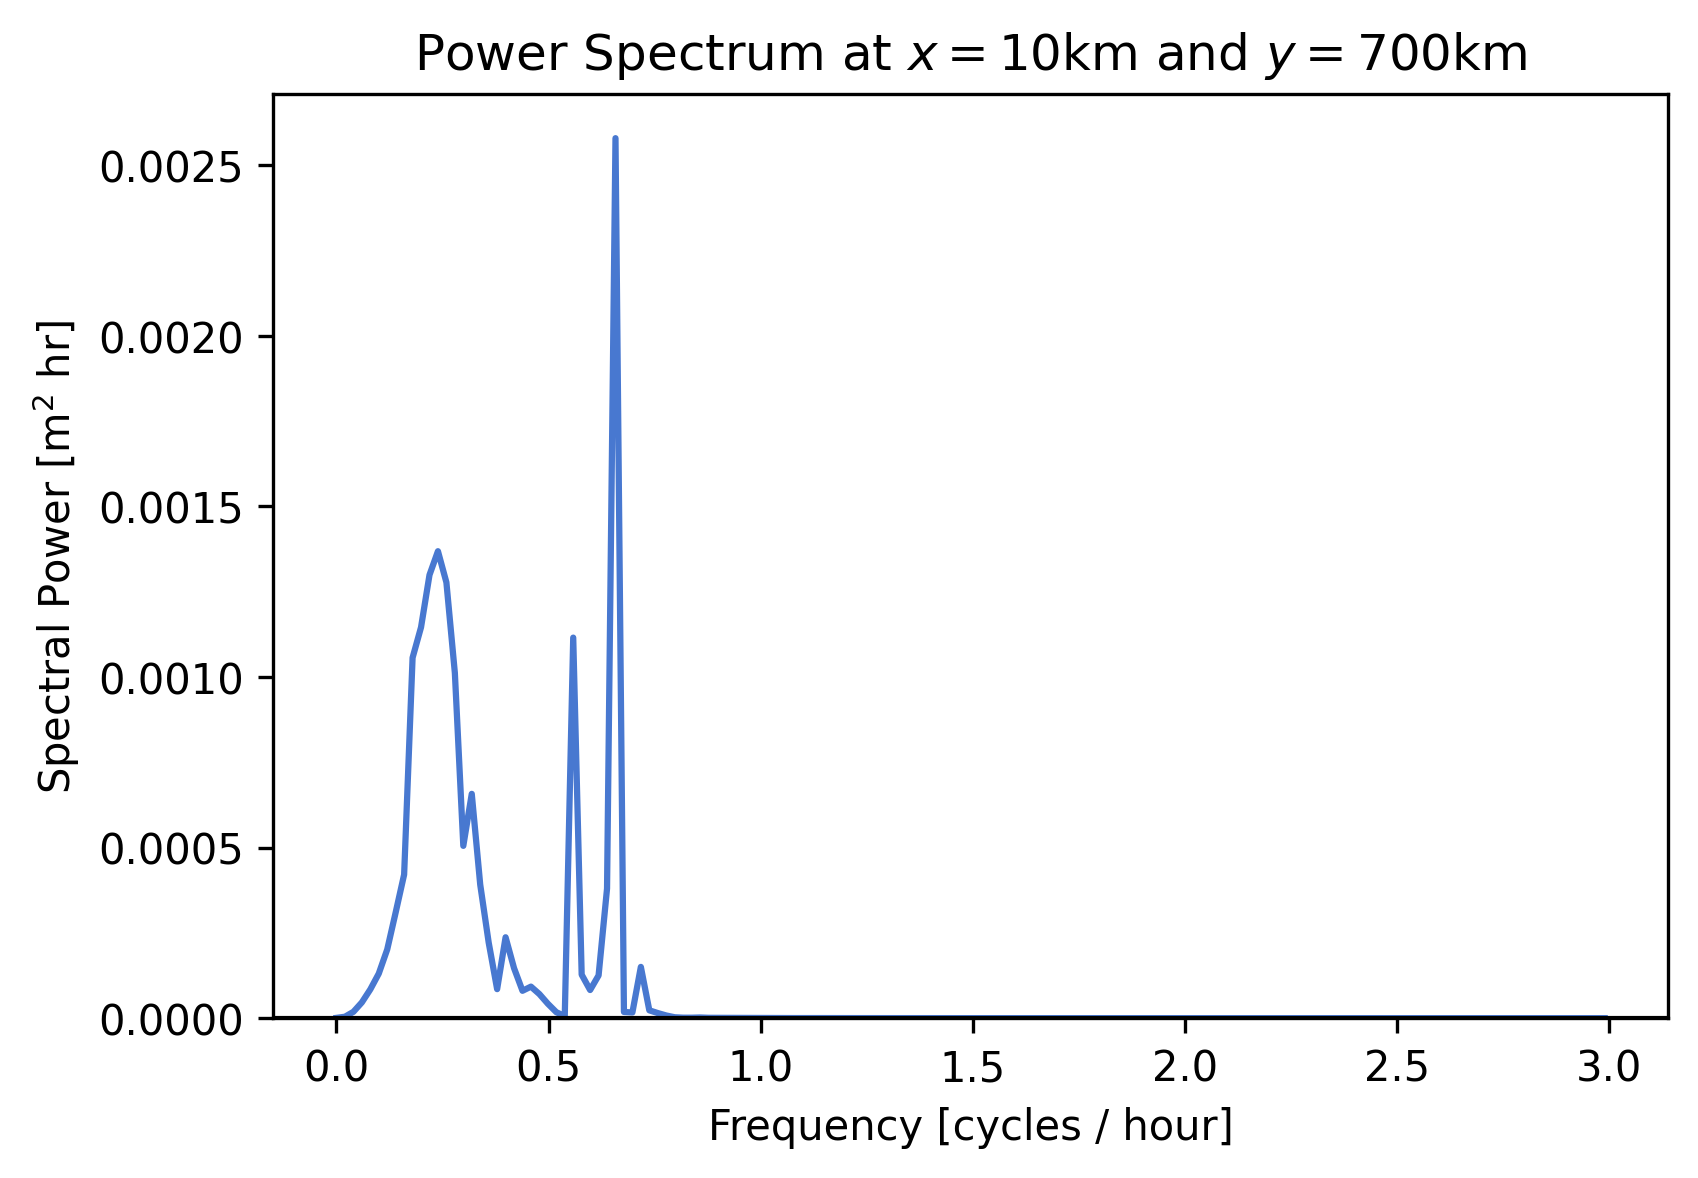 Power Spectrum at x = 10km and y = 700km
Spectral Power [m² hr]
0.0025
0.0020
0.0015
0.0010
0.0005
0.0000
0.0 0.5 1.0 1.5 2.0 2.5 3.0
Frequency [cycles / hour]